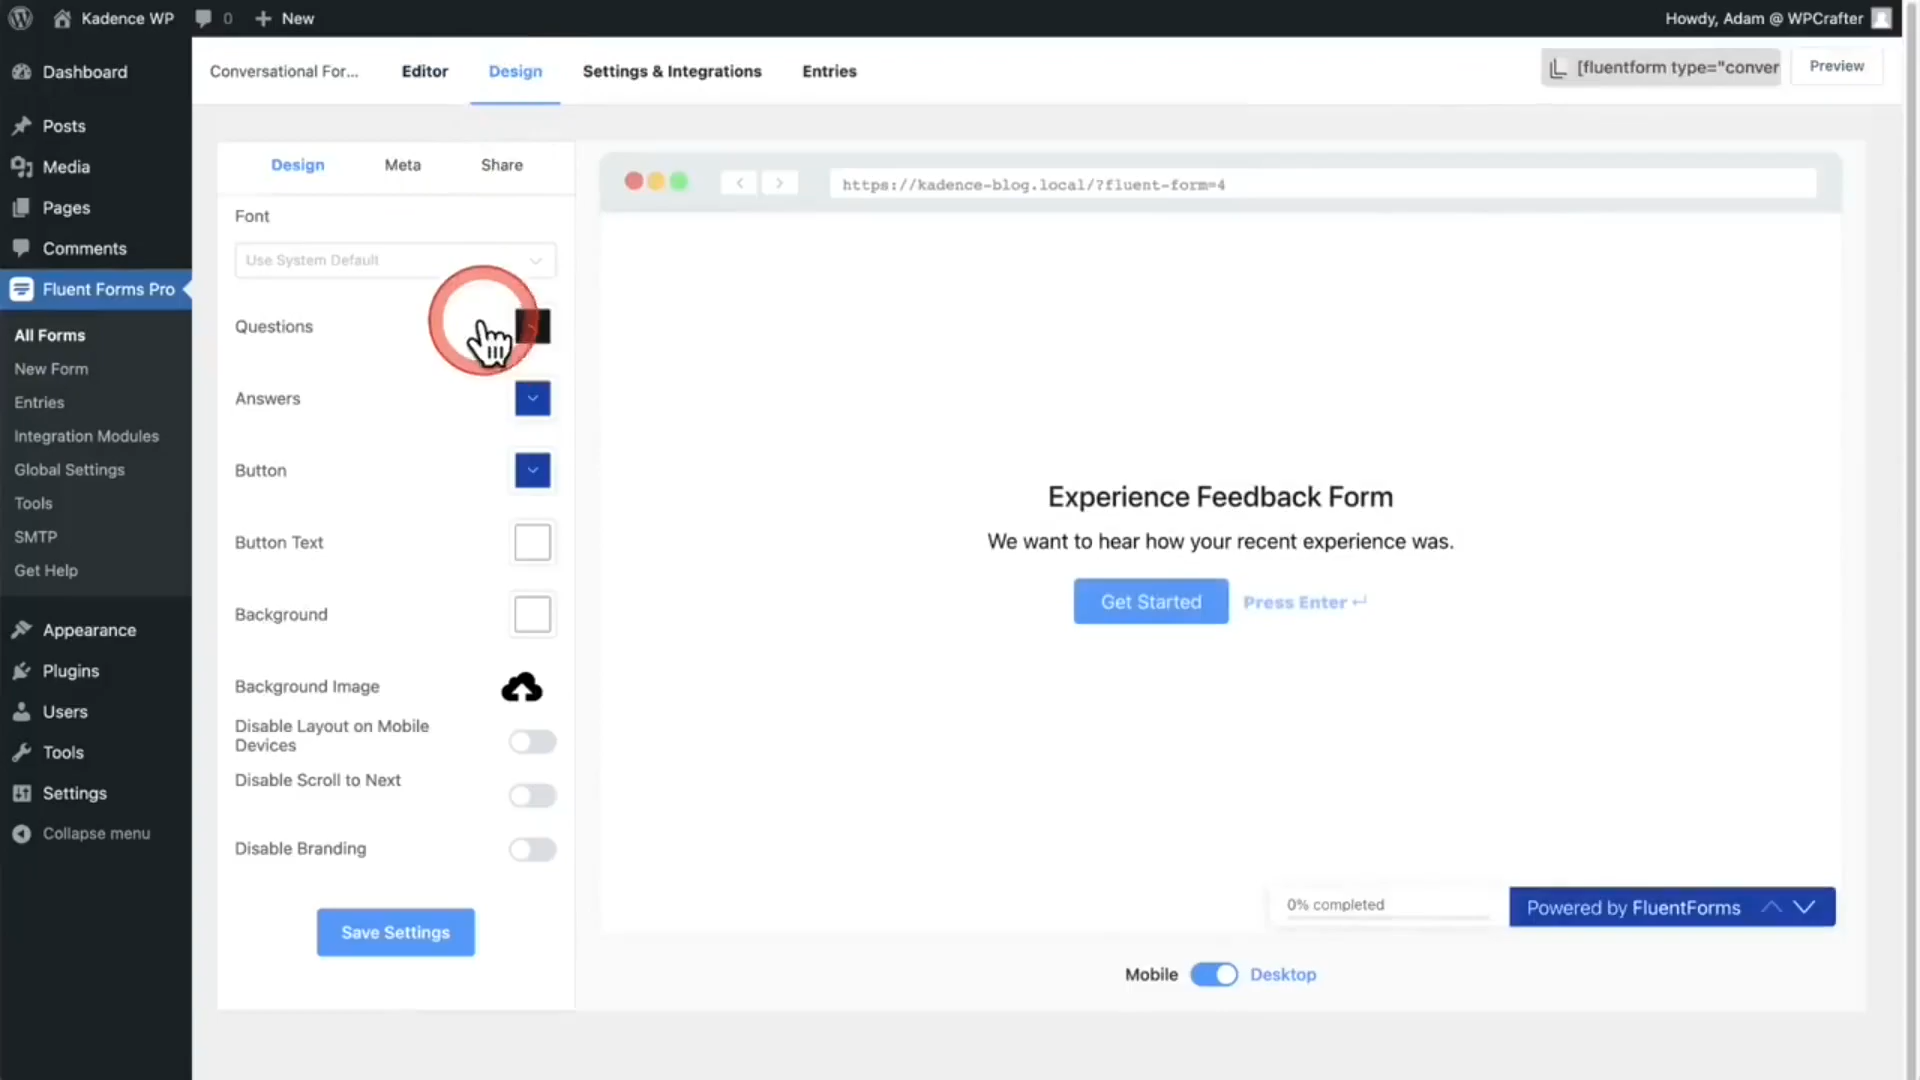 Kadence WP
0
New
Howdy, Adam @ WPCrafter
Dashboard
Posts
Media
Pages
Comments
Fluent Forms Pro
All Forms
New Form
Entries
Integration Modules
Global Settings
Tools
SMTP
Get Help
Appearance
Plugins
Users
Tools
Settings
Collapse menu
Conversational For...
Editor
Design
Settings & Integrations
Entries
[fluentform type="conver
Preview
Design
Meta
Share
Font
Use System Default
Questions
Answers
Button
Button Text
Background
Background Image
Disable Layout on Mobile
Devices
Disable Scroll to Next
Disable Branding
Save Settings
https://kadence-blog.local/?fluent-form=4
Experience Feedback Form
We want to hear how your recent experience was.
Get Started
Press Enter ↵
0% completed
Powered by FluentForms
Mobile
Desktop